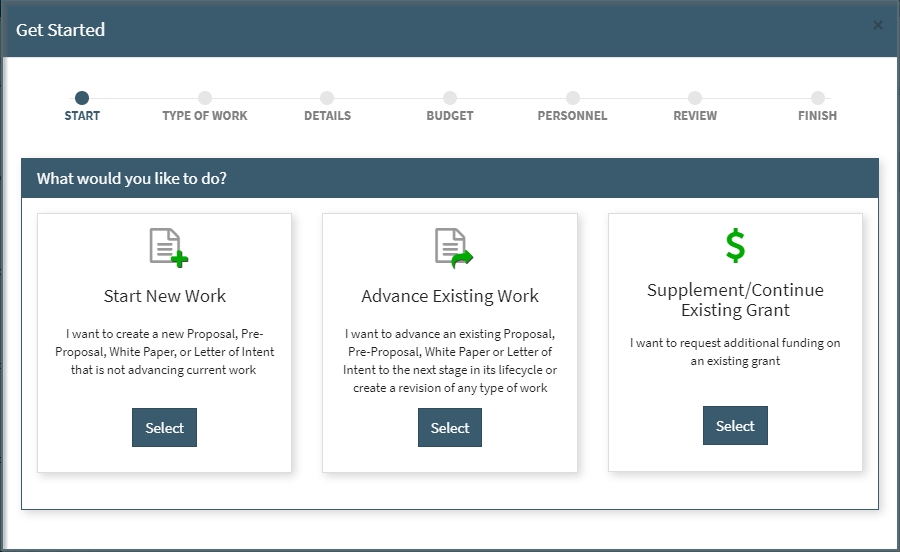 Get Started
×
START
TYPE OF WORK
DETAILS
BUDGET
PERSONNEL
REVIEW
FINISH
What would you like to do?
Start New Work
I want to create a new Proposal, Pre-
Proposal, White Paper, or Letter of Intent
that is not advancing current work
Select
Advance Existing Work
I want to advance an existing Proposal,
Pre-Proposal, White Paper or Letter of
Intent to the next stage in its lifecycle or
create a revision of any type of work
Select
$
Supplement/Continue
Existing Grant
I want to request additional funding on
an existing grant
Select